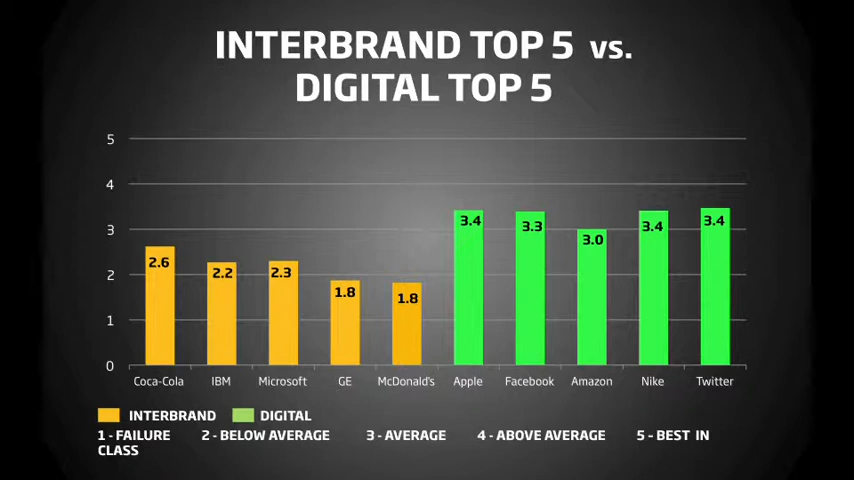 INTERBRAND TOP 5 vs.
DIGITAL TOP 5
5
4
3
2
1
0
2.6
2.2
2.3
1.8
1.8
3.4
3.3
3.0
3.4
3.4
Coca-Cola IBM Microsoft GE McDonald's Apple Facebook Amazon Nike Twitter
INTERBRAND DIGITAL
1 - FAILURE 2 - BELOW AVERAGE 3 - AVERAGE 4 - ABOVE AVERAGE 5 - BEST IN
CLASS